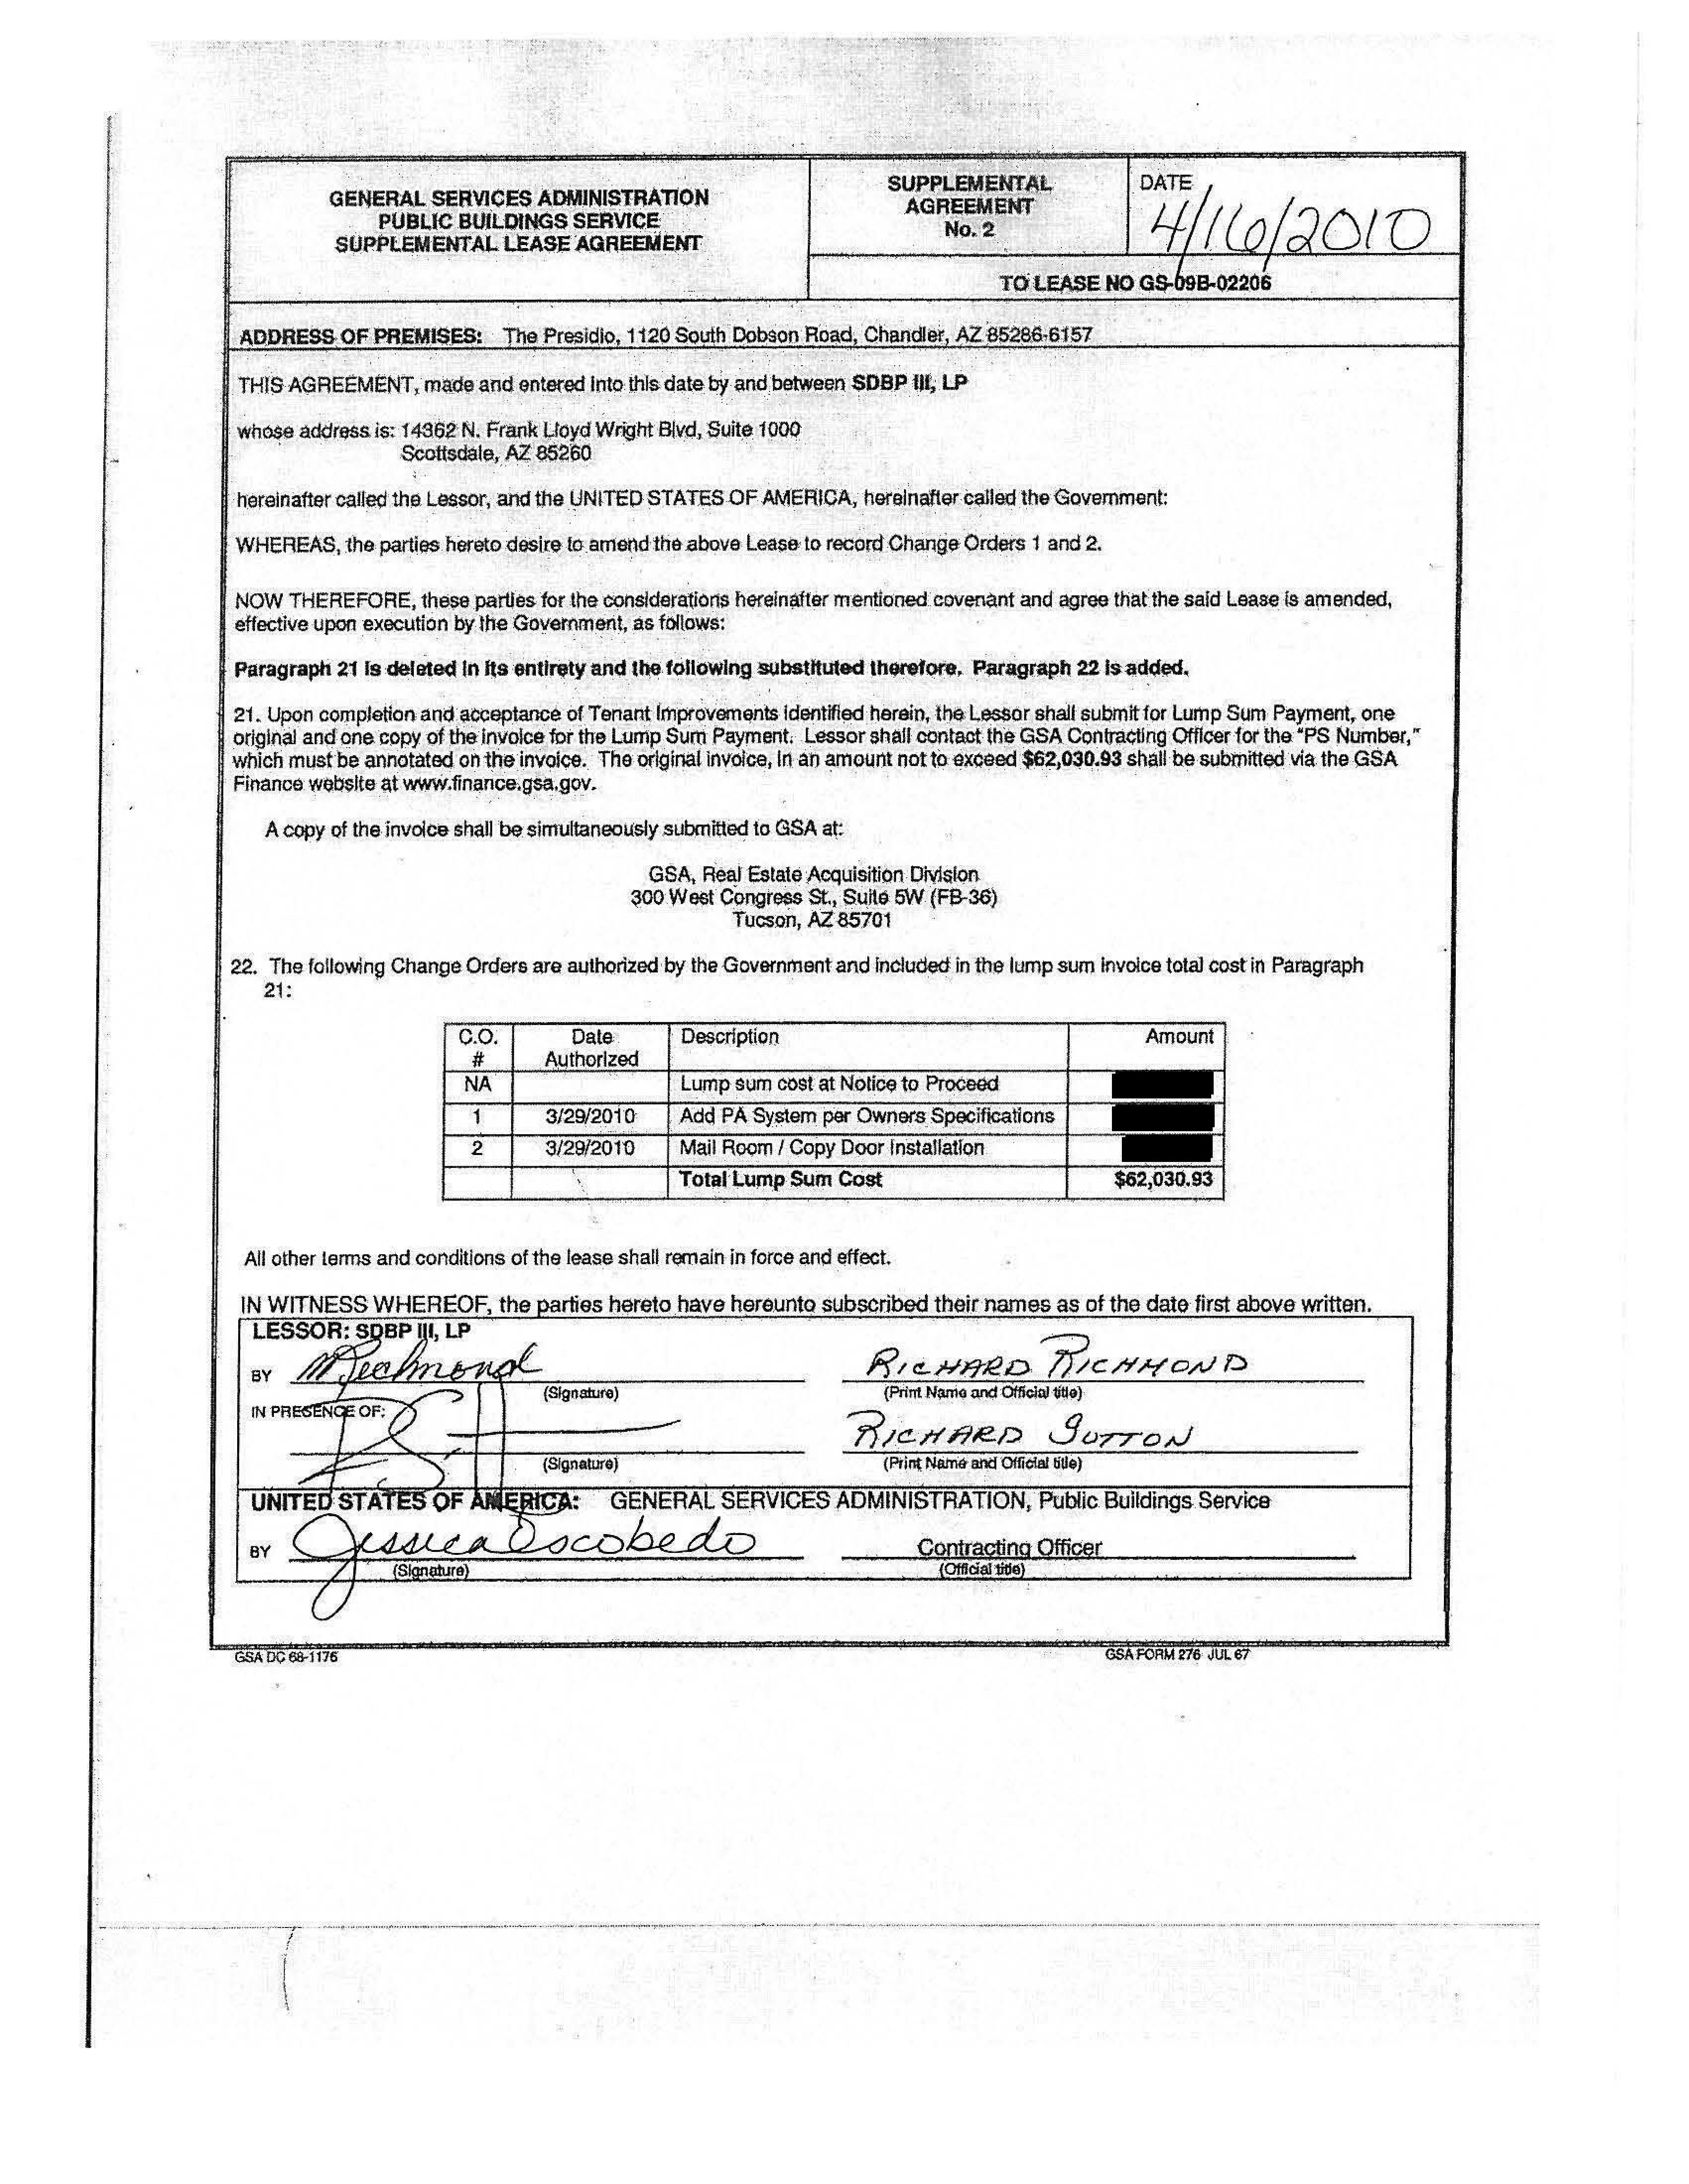 GENERAL SERVICES ADMINISTRATION
PUBLIC BUILDINGS SERVICE
SUPPLEMENTAL LEASE AGREEMENT
SUPPLEMENTAL
AGREEMENT
No. 2
DATE
4/16/2010
TO LEASE NO GS-09B-02206
ADDRESS OF PREMISES: The Presidio, 1120 South Dobson Road, Chandler, AZ 85286-6157
THIS AGREEMENT, made and entered into this date by and between SDBP III, LP
whose address is: 14362 N. Frank Lloyd Wright Blvd, Suite 1000
Scottsdale, AZ 85260
hereinafter called the Lessor, and the UNITED STATES OF AMERICA, hereinafter called the Government:
WHEREAS, the parties hereto desire to amend the above Lease to record Change Orders 1 and 2.
NOW THEREFORE, these parties for the considerations hereinafter mentioned covenant and agree that the said Lease is amended,
effective upon execution by the Government, as follows:
Paragraph 21 is deleted in its entirety and the following substituted therefore. Paragraph 22 is added.
21. Upon completion and acceptance of Tenant Improvements identified herein, the Lessor shall submit for Lump Sum Payment, one
original and one copy of the invoice for the Lump Sum Payment. Lessor shall contact the GSA Contracting Officer for the "PS Number,"
which must be annotated on the invoice. The original invoice, in an amount not to exceed $62,030.93 shall be submitted via the GSA
Finance website at www.finance.gsa.gov.
A copy of the invoice shall be simultaneously submitted to GSA at:
GSA, Real Estate Acquisition Division
300 West Congress St., Suite 5W (FB-36)
Tucson, AZ 85701
22. The following Change Orders are authorized by the Government and included in the lump sum invoice total cost in Paragraph
21:
C.O. # Date Authorized Description Amount
NA Lump sum cost at Notice to Proceed
1 3/29/2010 Add PA System per Owners Specifications
2 3/29/2010 Mail Room / Copy Door Installation
Total Lump Sum Cost $62,030.93
All other terms and conditions of the lease shall remain in force and effect.
IN WITNESS WHEREOF, the parties hereto have hereunto subscribed their names as of the date first above written.
LESSOR: SDBP III, LP
BY Richmond RICHARD RICHMOND
(Signature) (Print Name and Official title)
IN PRESENCE OF:
RICHARD SUTTON
(Signature) (Print Name and Official title)
UNITED STATES OF AMERICA: GENERAL SERVICES ADMINISTRATION, Public Buildings Service
BY Jessica Escobedo Contracting Officer
(Signature) (Official title)
GSA DC 68-1176 GSA FORM 276 JUL 67